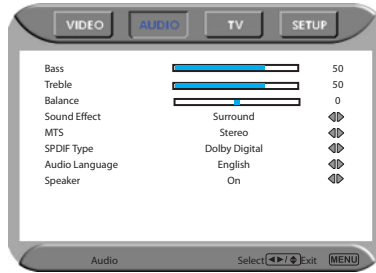 VIDEO AUDIO TV SETUP
Bass 50
Treble 50
Balance 0
Sound Effect Surround
MTS Stereo
SPDIF Type Dolby Digital
Audio Language English
Speaker On
Audio Select ◄►/ Exit MENU